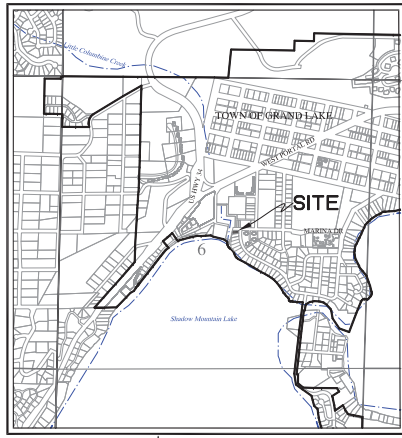 Little Columbine Creek
TOWN OF GRAND LAKE
WEST PORTAL RD
US HWY 34
SITE
MARINA DR
6
Shadow Mountain Lake